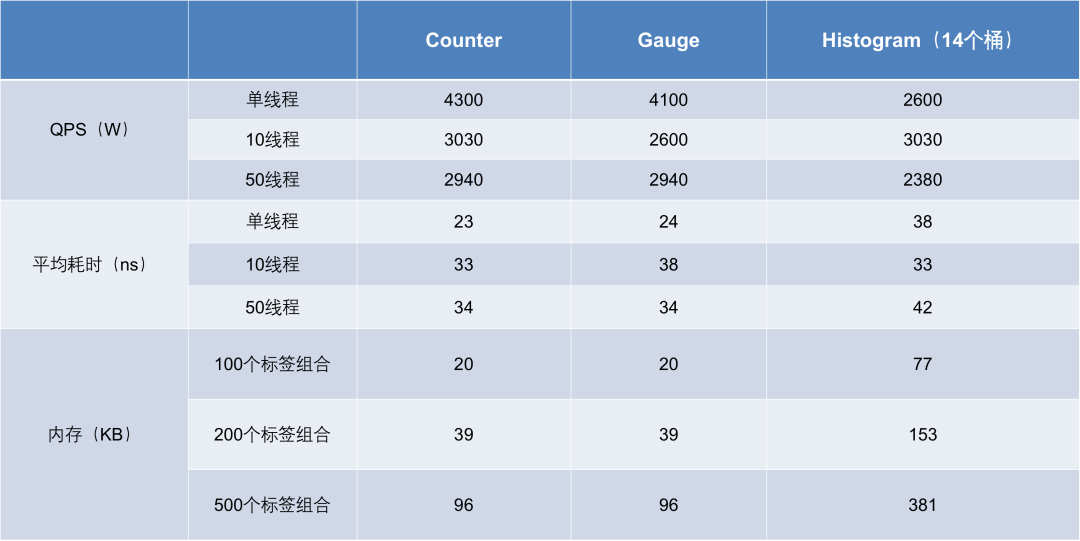 Counter Gauge Histogram（14个桶）
QPS（W） 单线程 4300 4100 2600
10线程 3030 2600 3030
50线程 2940 2940 2380
平均耗时（ns） 单线程 23 24 38
10线程 33 38 33
50线程 34 34 42
内存（KB） 100个标签组合 20 20 77
200个标签组合 39 39 153
500个标签组合 96 96 381